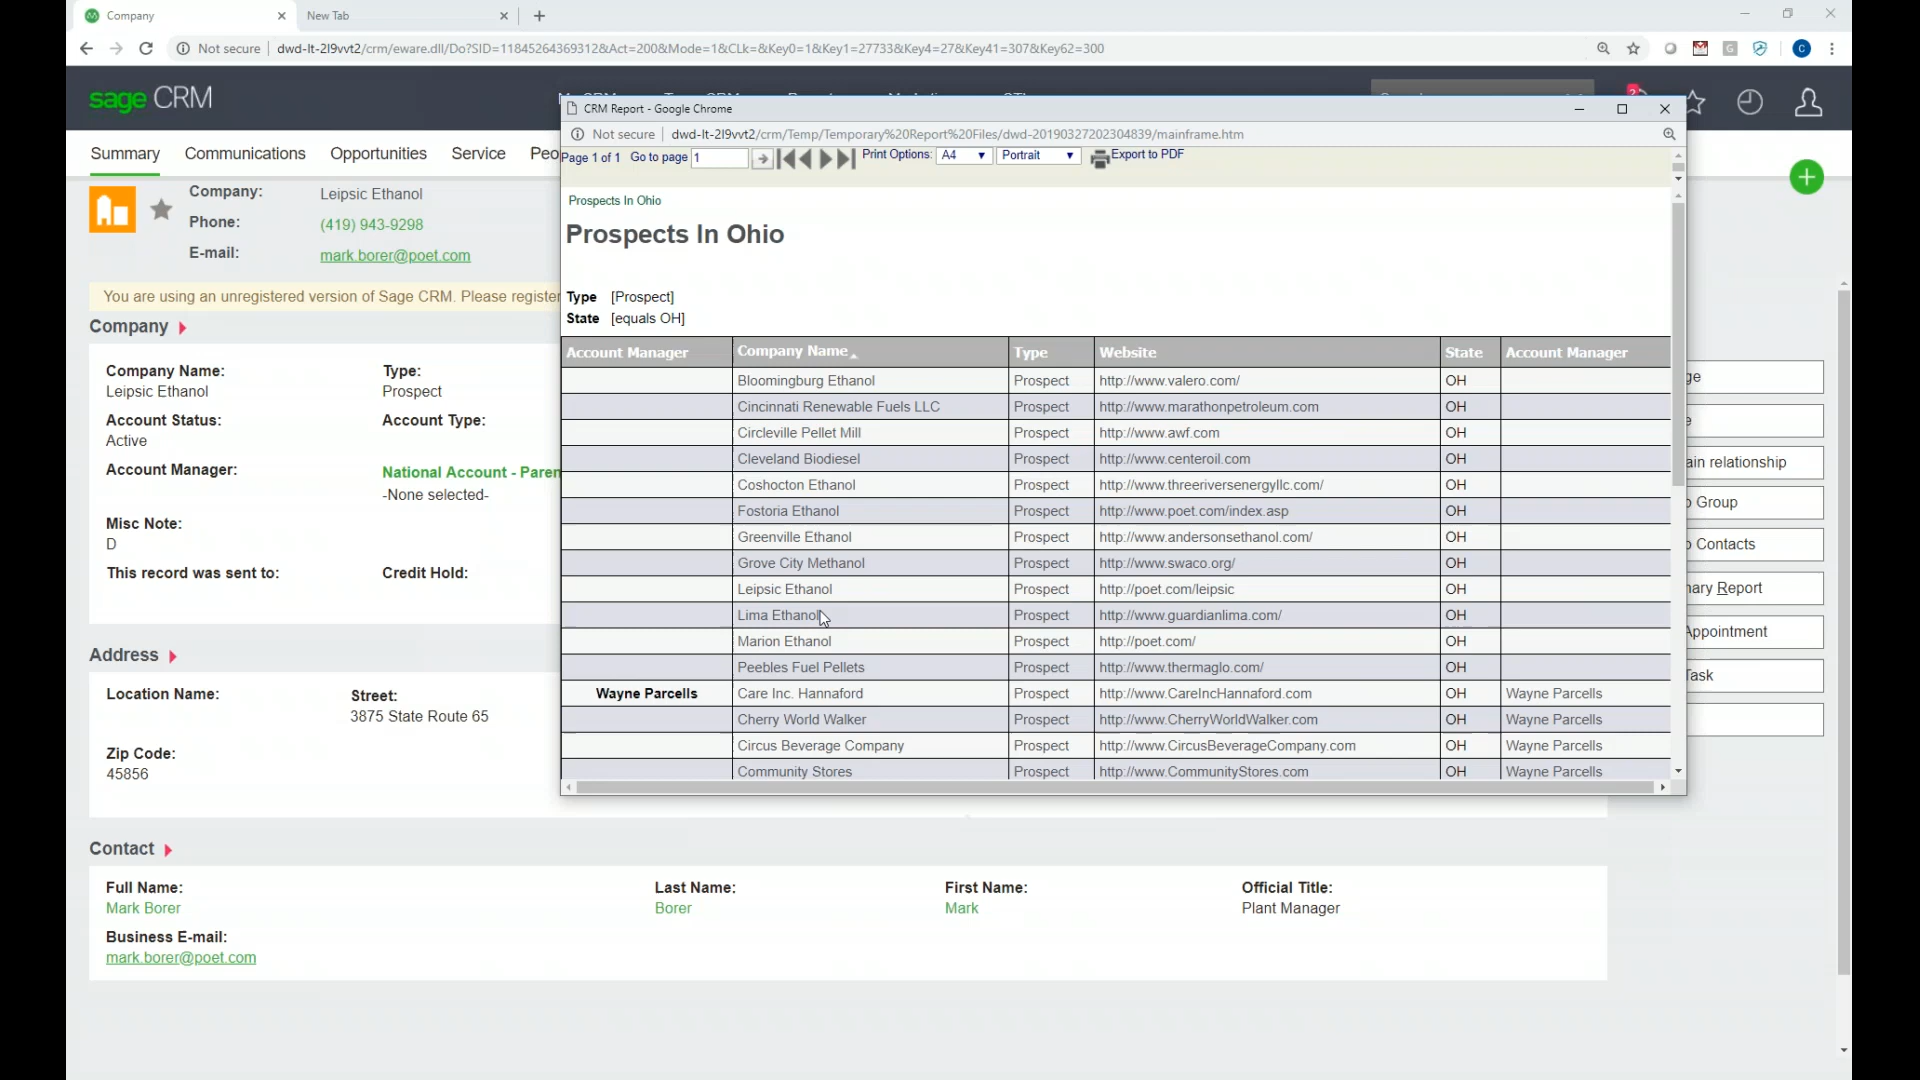 Company
New Tab
Not secure | dwd-lt-2l9vvt2/crm/eware.dll/Do?SID=11845264369312&Act=200&Mode=1&CLk=&Key0=1&Key1=27733&Key4=27&Key41=307&Key62=300
sage CRM
2
CRM Report - Google Chrome
Not secure | dwd-lt-2l9vvt2/crm/Temp/Temporary%20Report%20Files/dwd-20190327202304839/mainframe.htm
Summary Communications Opportunities Service Peo
Page 1 of 1 Go to page 1 Print Options: A4 Portrait Export to PDF
Company: Leipsic Ethanol
Phone: (419) 943-9298
E-mail: mark.borer@poet.com
You are using an unregistered version of Sage CRM. Please register
Company
Company Name: Type:
Leipsic Ethanol Prospect
Account Status: Account Type:
Active
Account Manager: National Account - Paren
-None selected-
Misc Note:
D
This record was sent to: Credit Hold:
Address
Location Name: Street:
3875 State Route 65
Zip Code:
45856
Contact
Full Name: Last Name: First Name: Official Title:
Mark Borer Borer Mark Plant Manager
Business E-mail:
mark.borer@poet.com
Prospects In Ohio
Prospects In Ohio
Type [Prospect]
State [equals OH]
Account Manager Company Name Type Website State Account Manager
Bloomingburg Ethanol Prospect http://www.valero.com/ OH
Cincinnati Renewable Fuels LLC Prospect http://www.marathonpetroleum.com OH
Circleville Pellet Mill Prospect http://www.awf.com OH
Cleveland Biodiesel Prospect http://www.centeroil.com OH
Coshocton Ethanol Prospect http://www.threeriversenergyllc.com/ OH
Fostoria Ethanol Prospect http://www.poet.com/index.asp OH
Greenville Ethanol Prospect http://www.andersonsethanol.com/ OH
Grove City Methanol Prospect http://www.swaco.org/ OH
Leipsic Ethanol Prospect http://poet.com/leipsic OH
Lima Ethanol Prospect http://www.guardianlima.com/ OH
Marion Ethanol Prospect http://poet.com/ OH
Peebles Fuel Pellets Prospect http://www.thermaglo.com/ OH
Wayne Parcells Care Inc. Hannaford Prospect http://www.CareIncHannaford.com OH Wayne Parcells
Cherry World Walker Prospect http://www.CherryWorldWalker.com OH Wayne Parcells
Circus Beverage Company Prospect http://www.CircusBeverageCompany.com OH Wayne Parcells
Community Stores Prospect http://www.CommunityStores.com OH Wayne Parcells
ge
e
ain relationship
o Group
o Contacts
nary Report
Appointment
Task